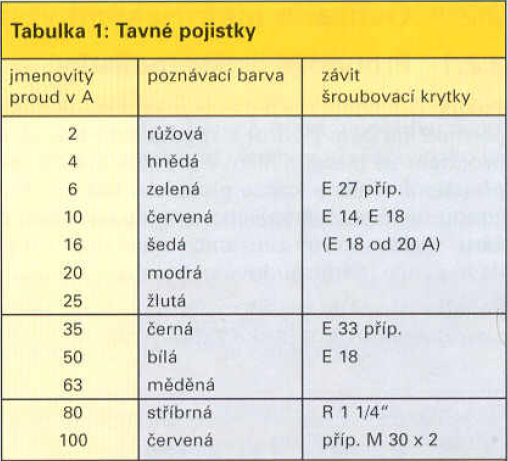 Tabulka 1: Tavné pojistky
jmenovitý poznávací barva závit
proud v A šroubovací krytky
2 růžová
4 hnědá
6 zelená E 27 příp.
10 červená E 14, E 18
16 šedá (E 18 od 20 A)
20 modrá
25 žlutá
35 černá E 33 příp.
50 bílá E 18
63 měděná
80 stříbrná R 1 1/4“
100 červená příp. M 30 x 2